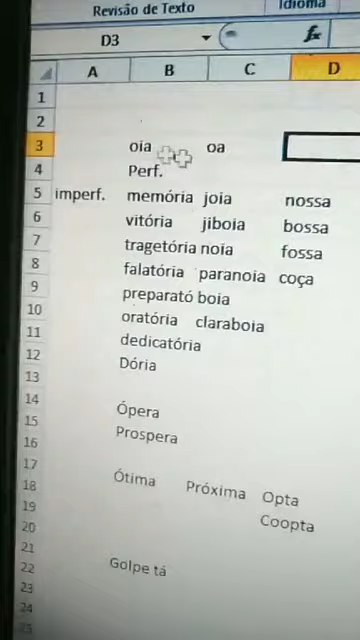 Revisão de Texto Idioma
D3 fx
A B C D
1
2
3 oia oa
4 Perf.
5 imperf. memória joia nossa
6 vitória jiboia bossa
7 tragetória noia fossa
8 falatória paranoia coça
9 preparató boia
10 oratória claraboia
11 dedicatória
12 Dória
13
14 Ópera
15 Prospera
16
17
18 Ótima Próxima Opta
19 Coopta
20
21
22 Golpe tá
23
24
25